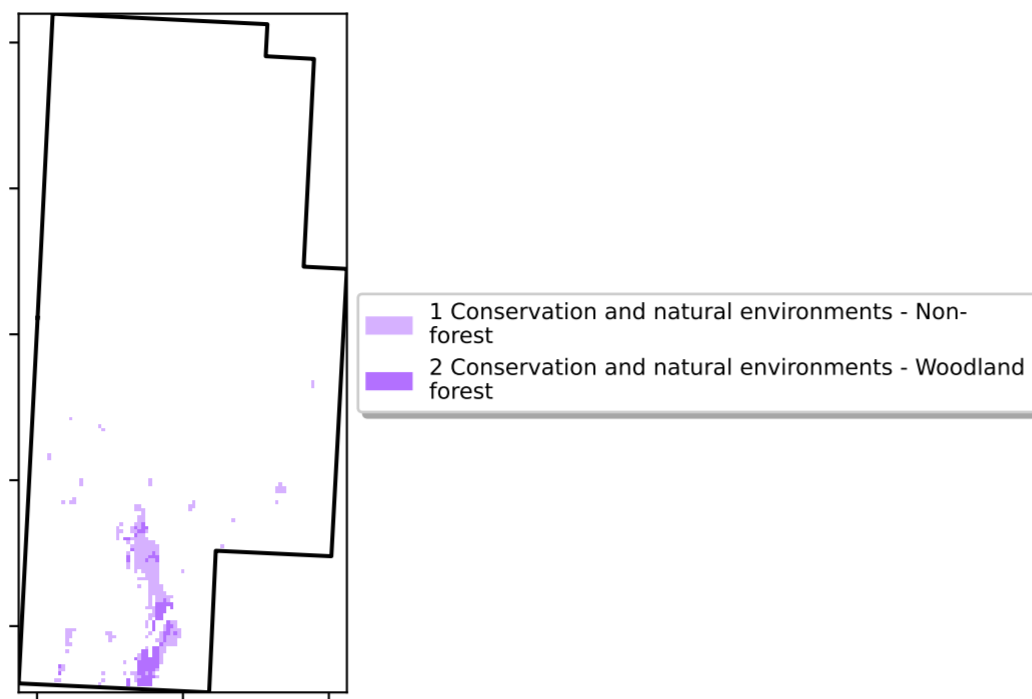 1 Conservation and natural environments - Non-
forest
2 Conservation and natural environments - Woodland
forest